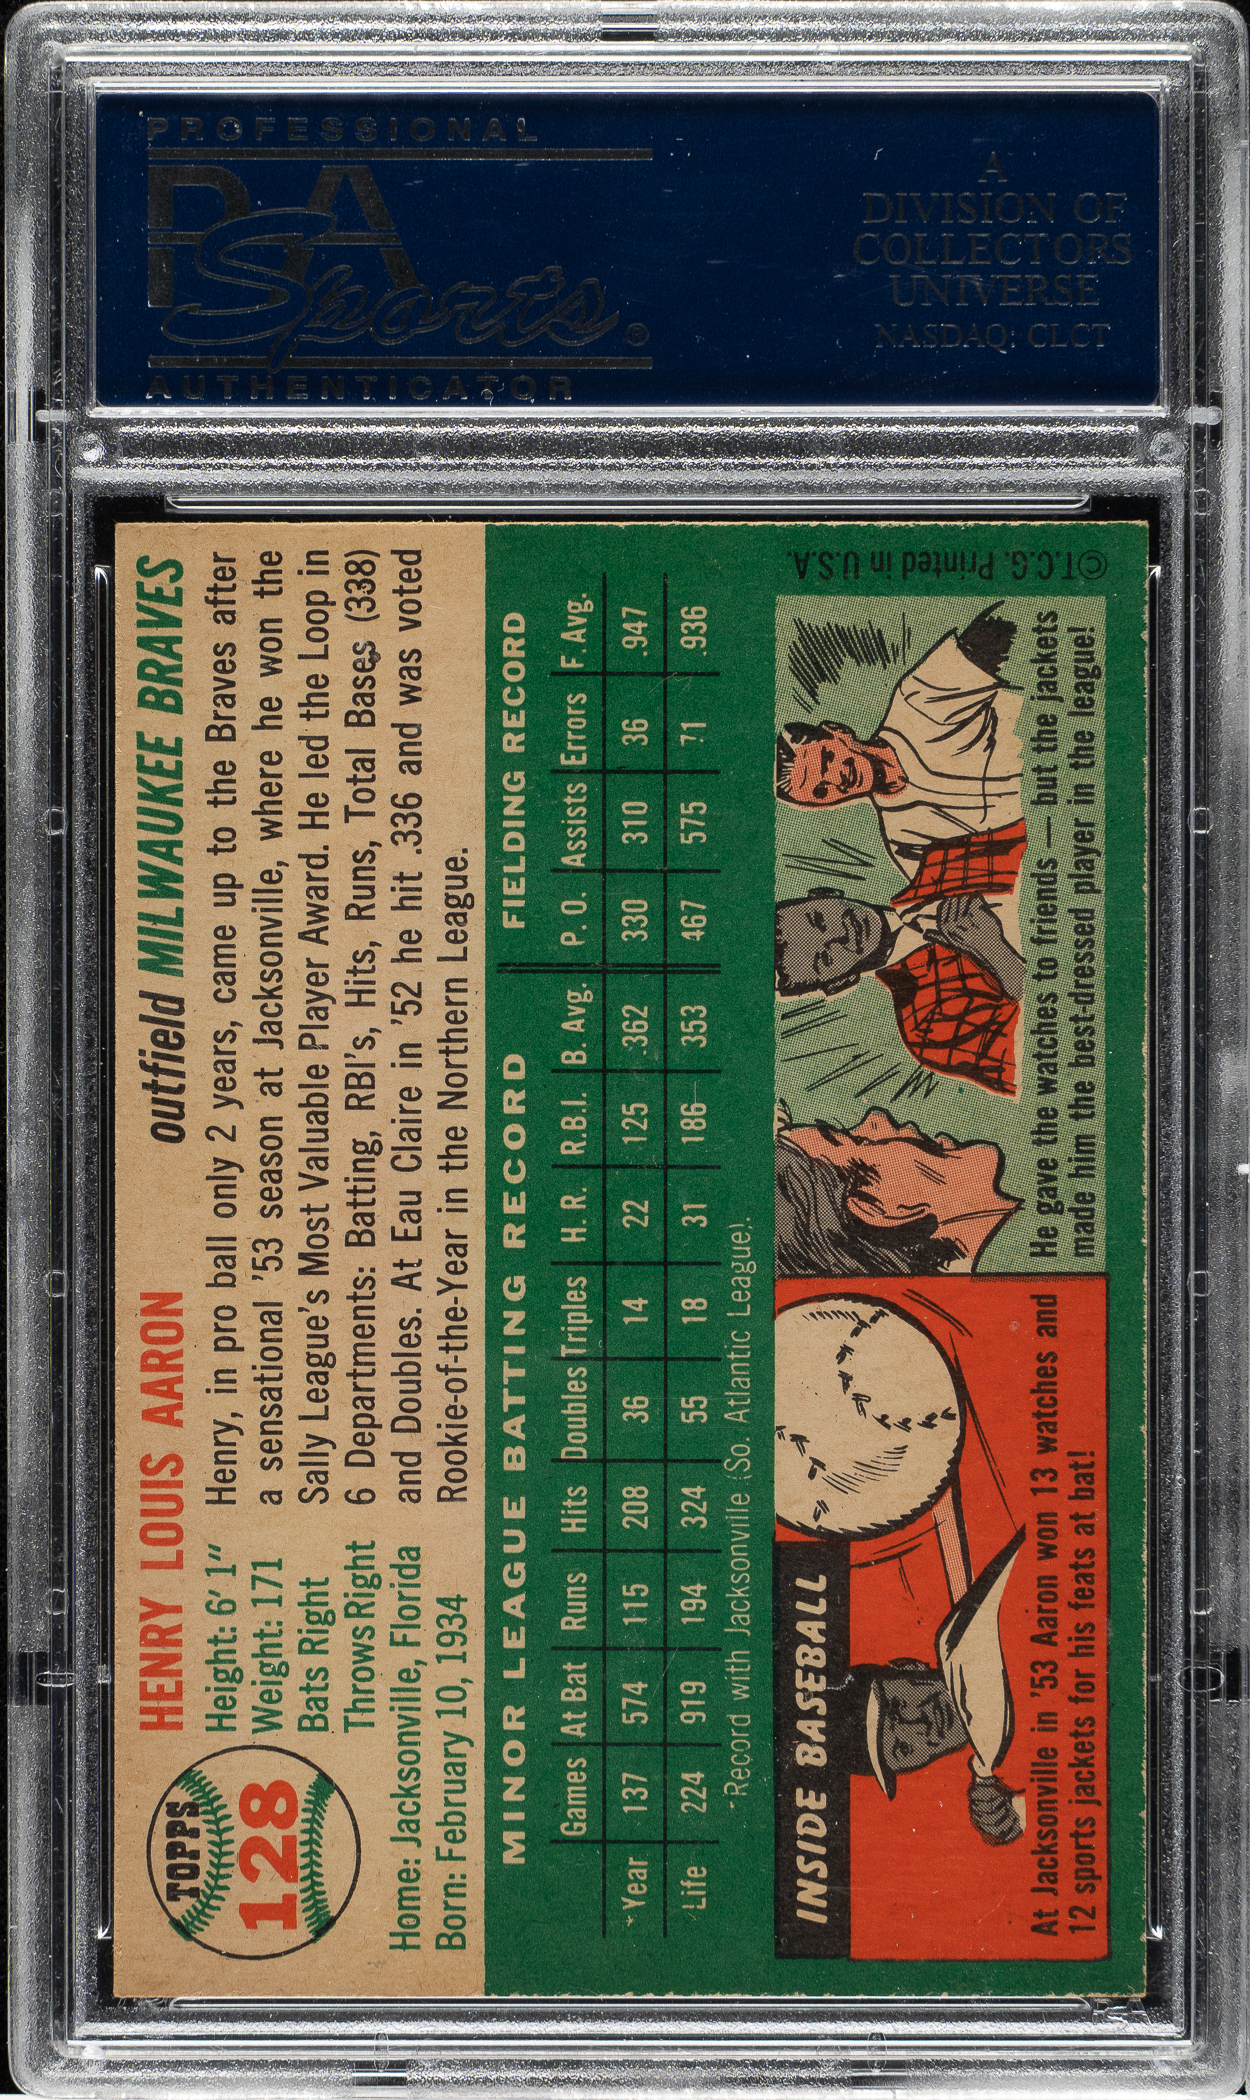 PROFESSIONAL
PSA
Sports®
AUTHENTICATOR
A
DIVISION OF
COLLECTORS
UNIVERSE
NASDAQ: CLCT
TOPPS
128
HENRY LOUIS AARON
outfield MILWAUKEE BRAVES
Height: 6' 1"
Weight: 171
Bats Right
Throws Right
Home: Jacksonville, Florida
Born: February 10, 1934
Henry, in pro ball only 2 years, came up to the Braves after
a sensational '53 season at Jacksonville, where he won the
Sally League's Most Valuable Player Award. He led the Loop in
6 Departments: Batting, RBI's, Hits, Runs, Total Bases (338)
and Doubles. At Eau Claire in '52 he hit .336 and was voted
Rookie-of-the-Year in the Northern League.
MINOR LEAGUE BATTING RECORD FIELDING RECORD
Games At Bat Runs Hits Doubles Triples H. R. R.B.I. B. Avg. P. O. Assists Errors F. Avg.
*Year 137 574 115 208 36 14 22 125 .362 330 310 36 .947
Life 224 919 194 324 55 18 31 186 .353 467 575 71 .936
*Record with Jacksonville (So. Atlantic League).
INSIDE BASEBALL
At Jacksonville in '53 Aaron won 13 watches and
12 sports jackets for his feats at bat!
He gave the watches to friends — but the jackets
made him the best-dressed player in the league!
©T.C.G. Printed in U.S.A.
PSA